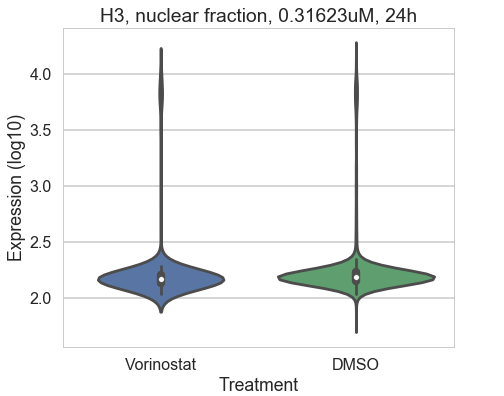 H3, nuclear fraction, 0.31623uM, 24h
Expression (log10)
4.0
3.5
3.0
2.5
2.0
Vorinostat DMSO
Treatment